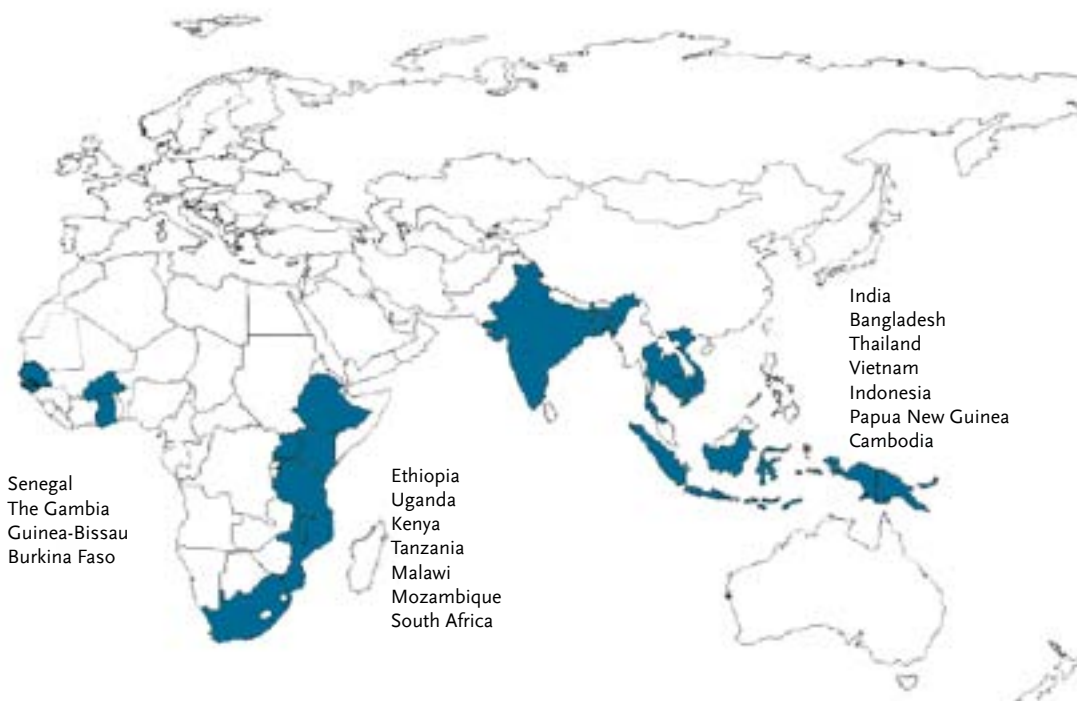 Senegal
The Gambia
Guinea-Bissau
Burkina Faso
Ethiopia
Uganda
Kenya
Tanzania
Malawi
Mozambique
South Africa
India
Bangladesh
Thailand
Vietnam
Indonesia
Papua New Guinea
Cambodia